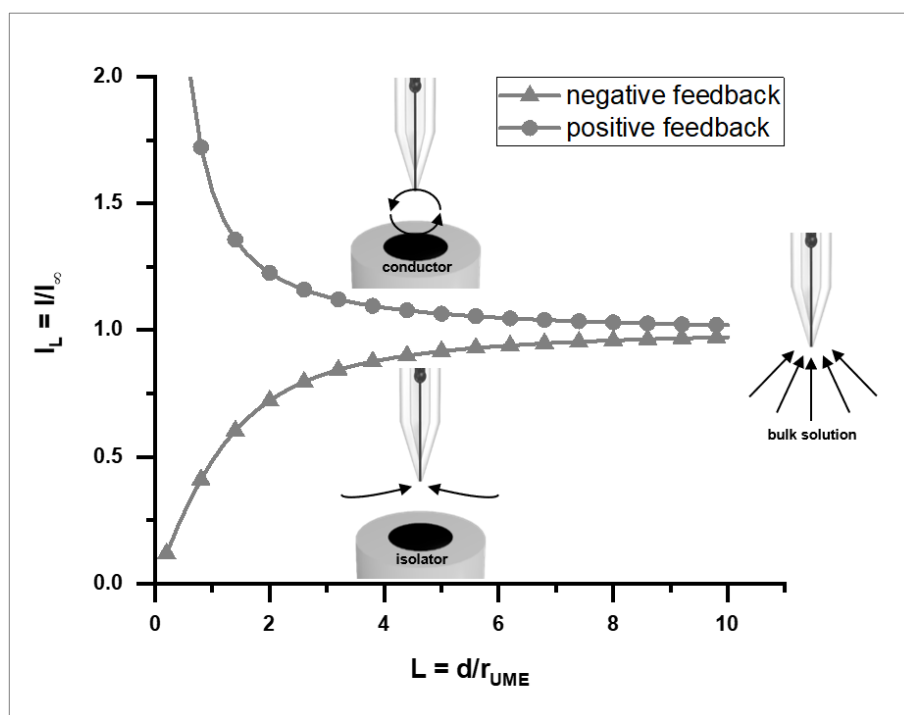 2.0
1.5
1.0
0.5
0.0
0
2
4
6
8
10
I_L = I/I_∞
L = d/r_UME
negative feedback
positive feedback
conductor
isolator
bulk solution